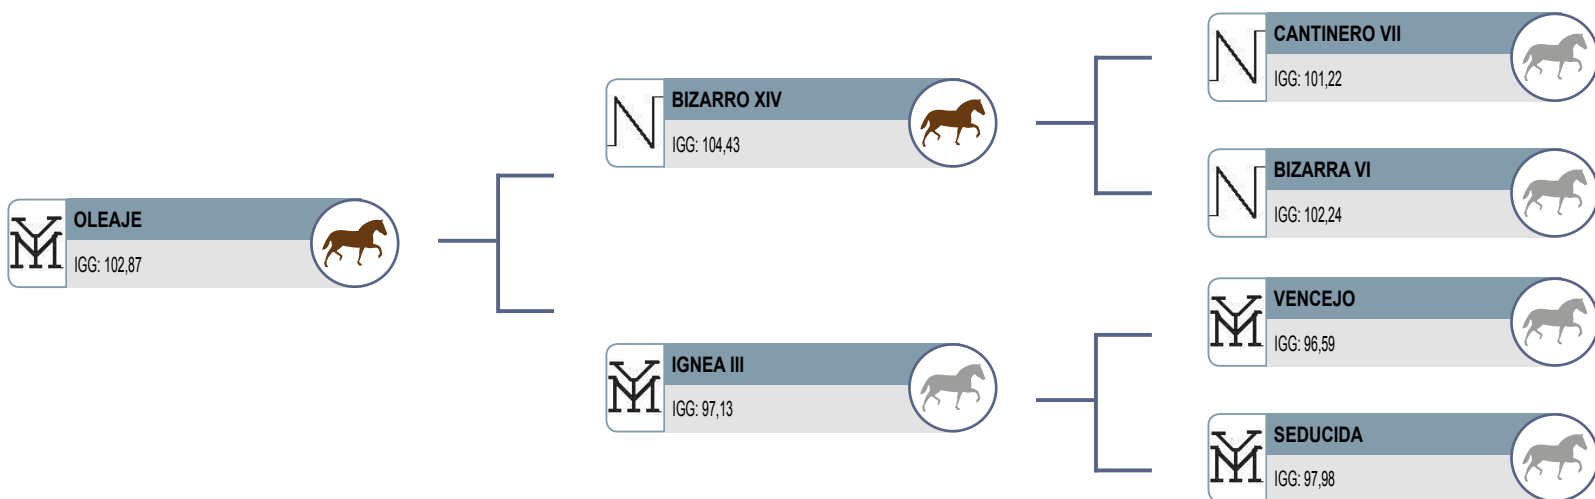 OLEAJE
IGG: 102,87
BIZARRO XIV
IGG: 104,43
IGNEA III
IGG: 97,13
CANTINERO VII
IGG: 101,22
BIZARRA VI
IGG: 102,24
VENCEJO
IGG: 96,59
SEDUCIDA
IGG: 97,98